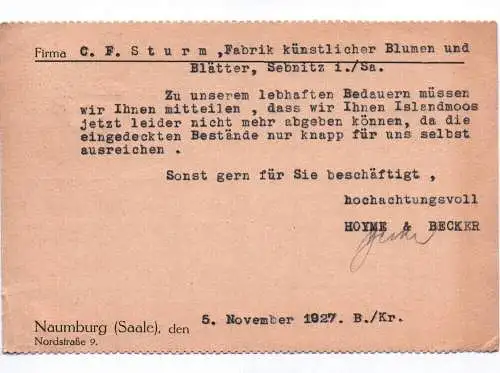 Firma C. F. Sturm, Fabrik künstlicher Blumen und
Blätter, Sebnitz i./Sa.
Zu unserem lebhaften Bedauern müssen
wir Ihnen mitteilen , dass wir Ihnen Islandmoos
jetzt leider nicht mehr abgeben können, da die
eingedeckten Bestände nur knapp für uns selbst
ausreichen .
Sonst gern für Sie beschäftigt ,
hochachtungsvoll
HOYME & BECKER
Naumburg (Saale), den 5. November 1927. B./Kr.
Nordstraße 9.